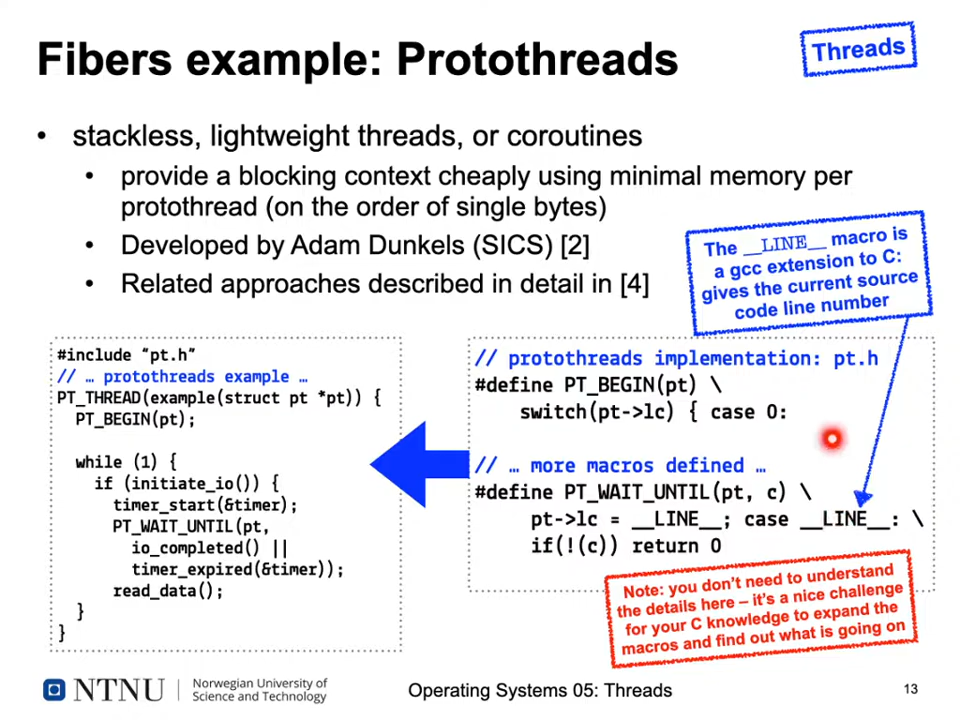 Fibers example: Protothreads
Threads
• stackless, lightweight threads, or coroutines
• provide a blocking context cheaply using minimal memory per
protothread (on the order of single bytes)
• Developed by Adam Dunkels (SICS) [2]
• Related approaches described in detail in [4]
The __LINE__ macro is
a gcc extension to C:
gives the current source
code line number
#include “pt.h”
// … protothreads example …
PT_THREAD(example(struct pt *pt)) {
  PT_BEGIN(pt);

  while (1) {
    if (initiate_io()) {
      timer_start(&timer);
      PT_WAIT_UNTIL(pt,
        io_completed() ||
        timer_expired(&timer));
      read_data();
  }
}
// protothreads implementation: pt.h
#define PT_BEGIN(pt) \
    switch(pt->lc) { case 0:

// … more macros defined …
#define PT_WAIT_UNTIL(pt, c) \
     pt->lc = __LINE__; case __LINE__: \
     if(!(c)) return 0
Note: you don’t need to understand
the details here – it’s a nice challenge
for your C knowledge to expand the
macros and find out what is going on
NTNU
Norwegian University of
Science and Technology
Operating Systems 05: Threads
13